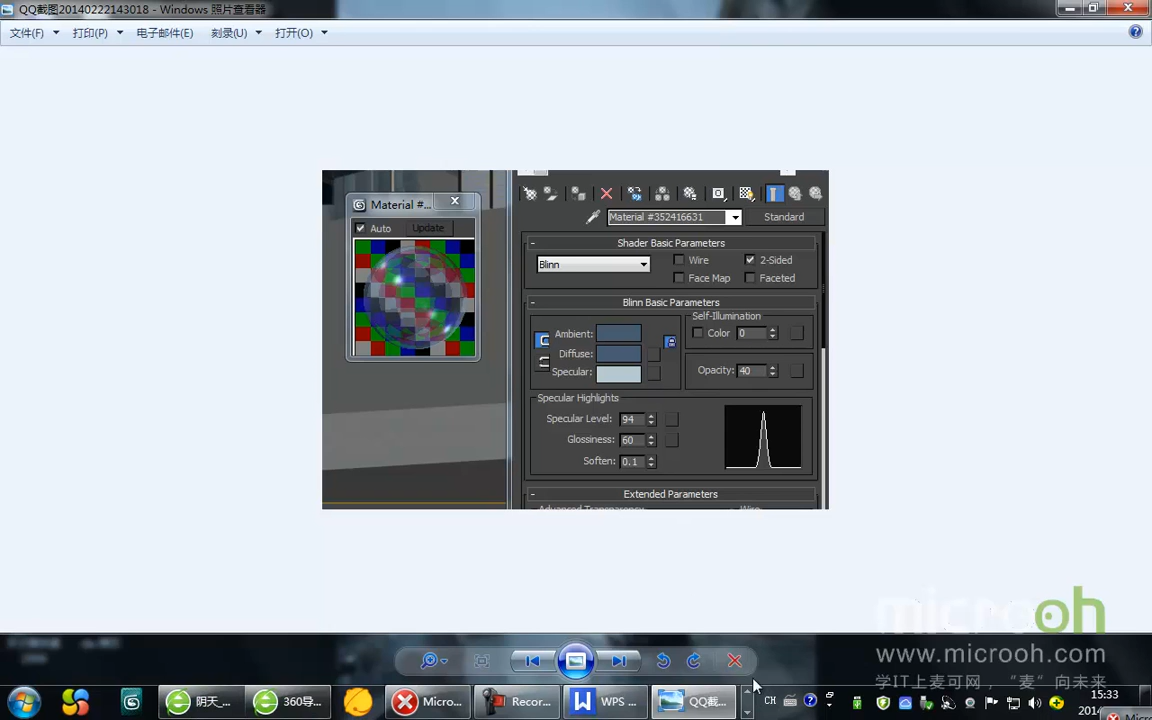 QQ截图20140222143018 - Windows 照片查看器
文件(F) 打印(P) 电子邮件(E) 刻录(U) 打开(O)
Material #...
Auto Update
Material #352416631 Standard
Shader Basic Parameters
Blinn
Wire
2-Sided
Face Map
Faceted
Blinn Basic Parameters
Ambient:
Diffuse:
Specular:
Self-Illumination
Color 0
Opacity: 40
Specular Highlights
Specular Level: 94
Glossiness: 60
Soften: 0.1
Extended Parameters
microoh
www.microoh.com
学IT上麦可网，“麦”向未来
阴天...
360导...
Micro...
Recor...
WPS ...
QQ截...
CH
15:33